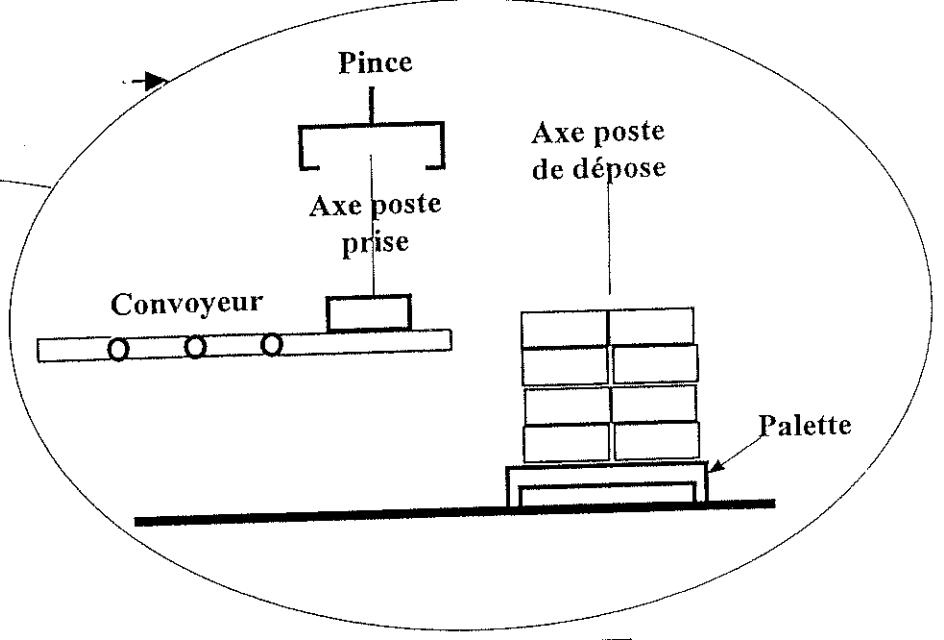 Pince
Axe poste
de dépose
Axe poste
prise
Convoyeur
Palette